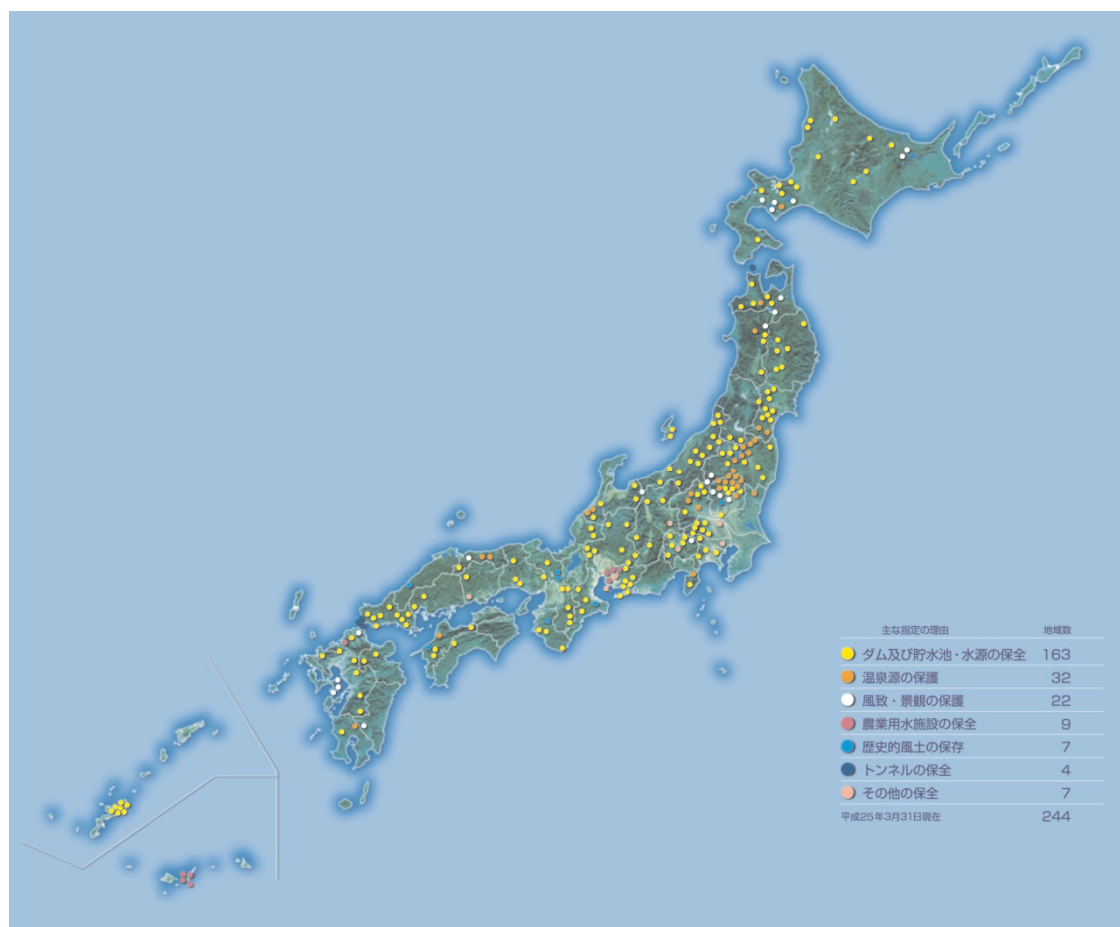 主な指定の理由 地域数
ダム及び貯水池・水源の保全 163
温泉源の保護 32
風致・景観の保護 22
農業用水施設の保全 9
歴史的風土の保存 7
トンネルの保全 4
その他の保全 7
平成25年3月31日現在 244